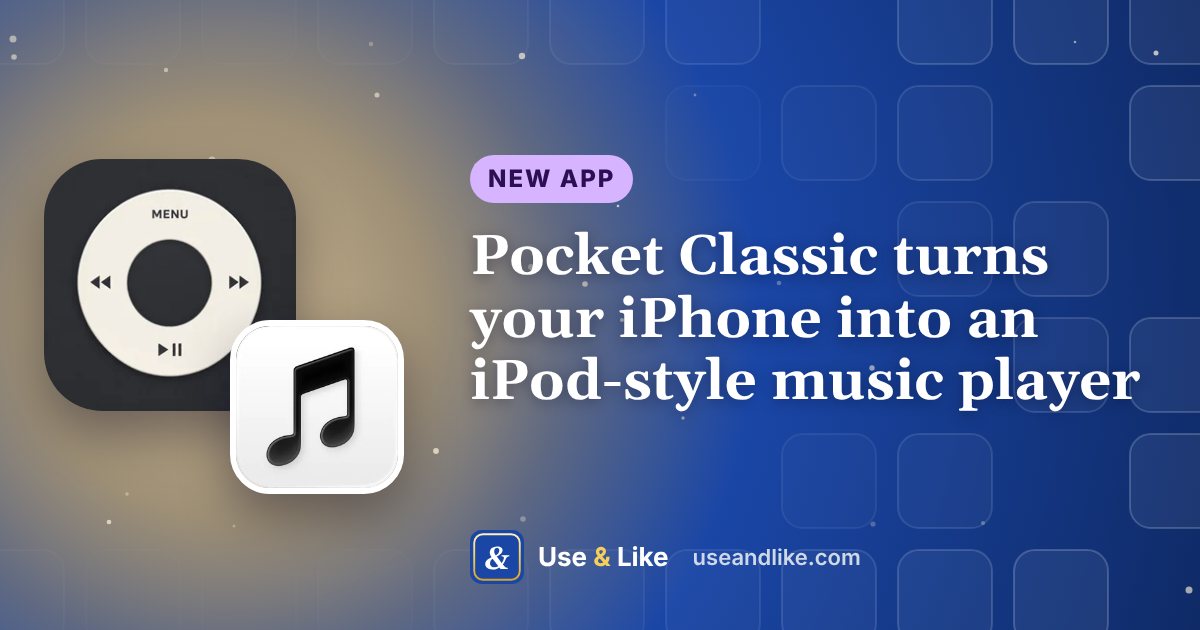 MENU
NEW APP
Pocket Classic turns
your iPhone into an
iPod-style music player
& Use & Like useandlike.com